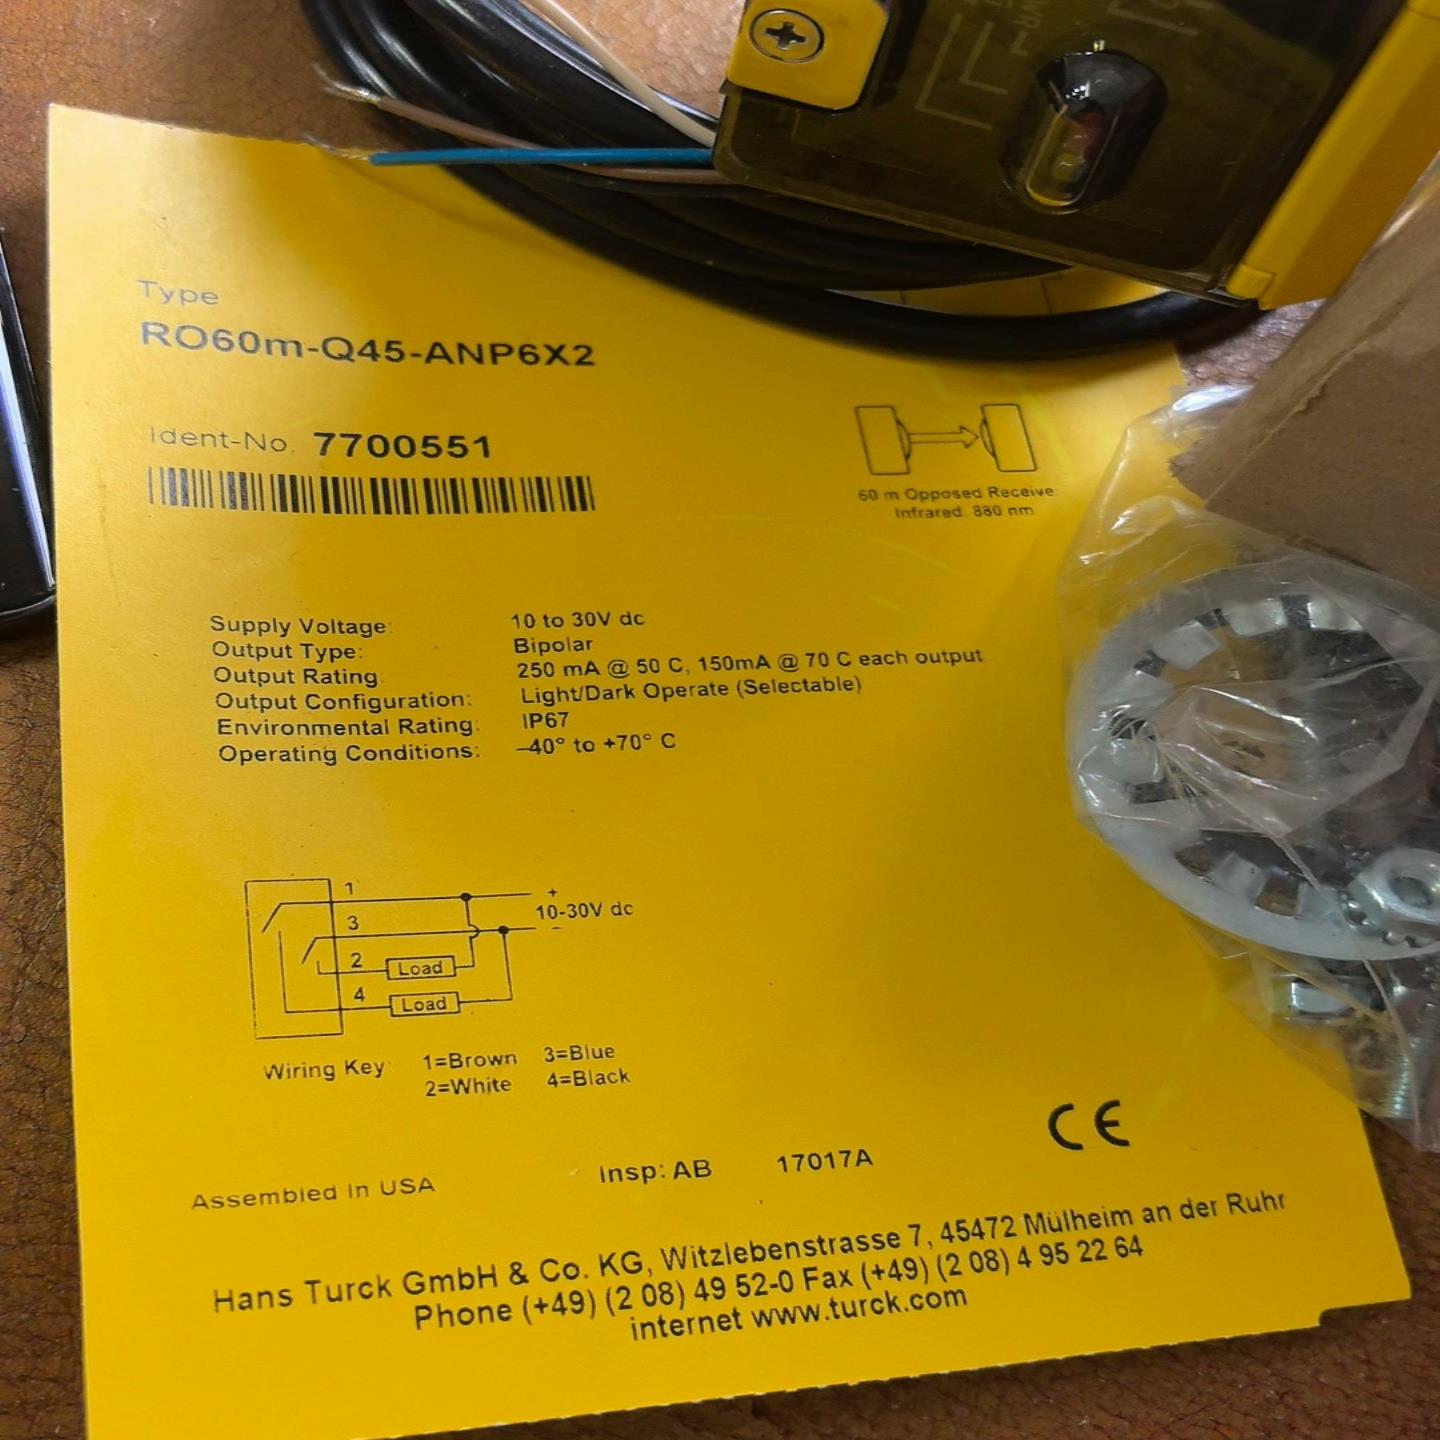 Type
RO60m-Q45-ANP6X2
Ident-No. 7700551
60 m Opposed Receive
Infrared, 880 nm
Supply Voltage: 10 to 30V dc
Output Type: Bipolar
Output Rating: 250 mA @ 50 C, 150mA @ 70 C each output
Output Configuration: Light/Dark Operate (Selectable)
Environmental Rating: IP67
Operating Conditions: –40° to +70° C
1
+
10-30V dc
3
–
2 Load
4 Load
Wiring Key: 1=Brown 3=Blue
2=White 4=Black
CE
Insp: AB 17017A
Assembled In USA
Hans Turck GmbH & Co. KG, Witzlebenstrasse 7, 45472 Mülheim an der Ruhr
Phone (+49) (2 08) 49 52-0 Fax (+49) (2 08) 4 95 22 64
internet www.turck.com